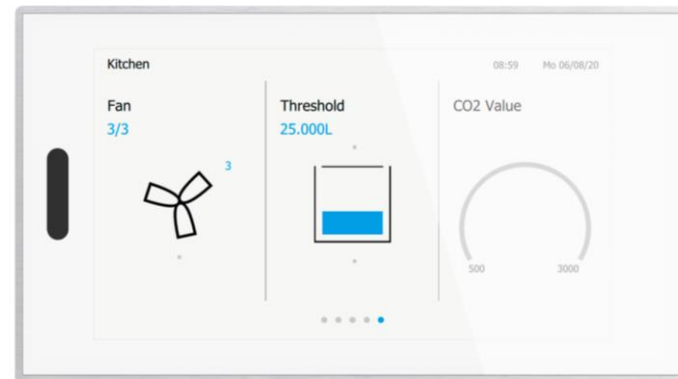 Kitchen
08:59 Mo 06/08/20
Fan
3/3
3
Threshold
25.000L
CO2 Value
500 3000